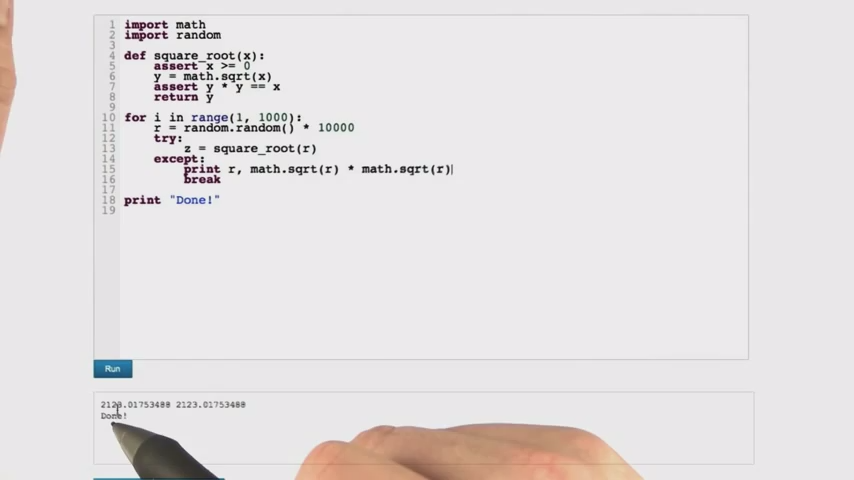 1 import math
2 import random
3
4 def square_root(x):
5     assert x >= 0
6     y = math.sqrt(x)
7     assert y * y == x
8     return y
9
10 for i in range(1, 1000):
11     r = random.random() * 10000
12     try:
13         z = square_root(r)
14     except:
15         print r, math.sqrt(r) * math.sqrt(r)
16         break
17
18 print "Done!"
19
Run
2123.01753488 2123.01753488
Done!